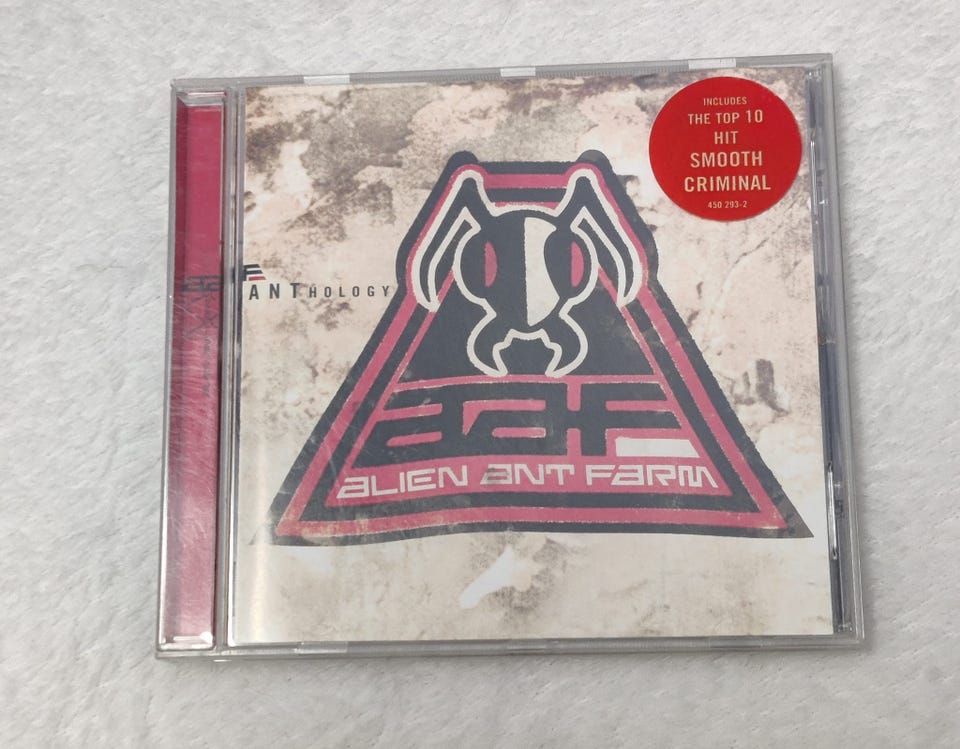 INCLUDES
THE TOP 10
HIT
SMOOTH
CRIMINAL
450 293-2
ANTHOLOGY
aaF
aLIEN aNT FaRM